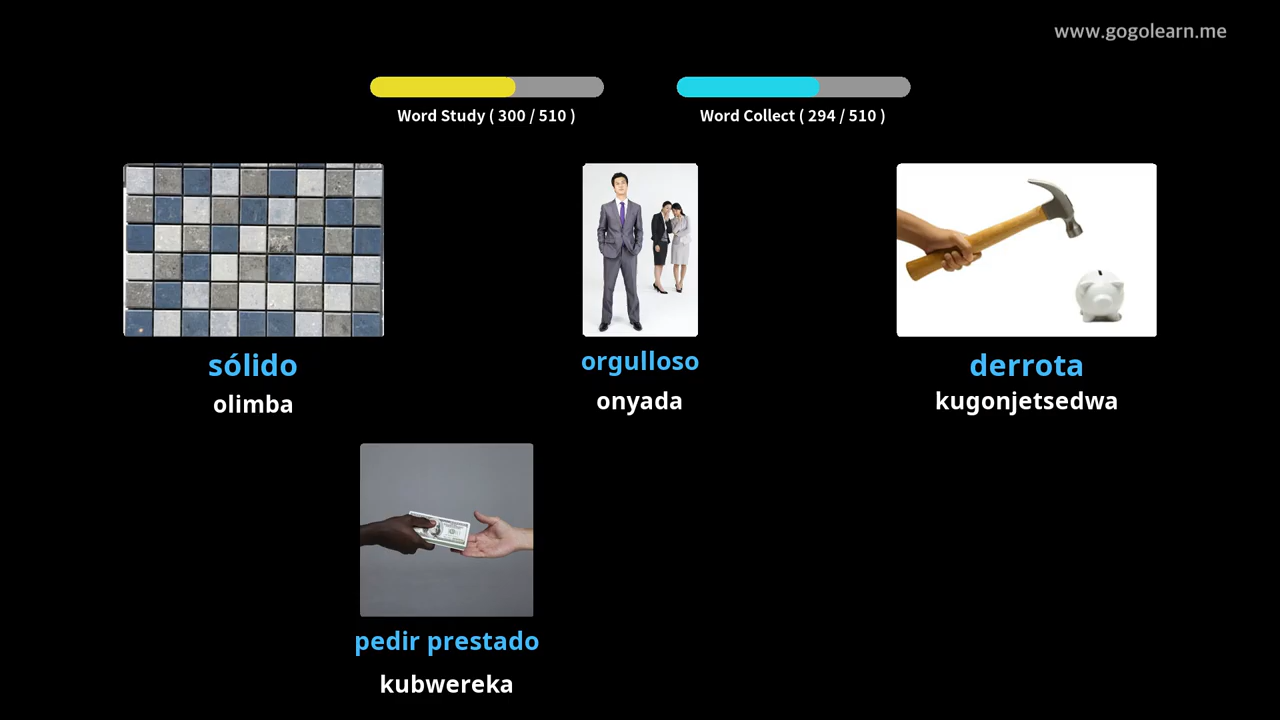 www.gogolearn.me
Word Study ( 300 / 510 )
Word Collect ( 294 / 510 )
sólido
olimba
orgulloso
onyada
derrota
kugonjetsedwa
pedir prestado
kubwereka